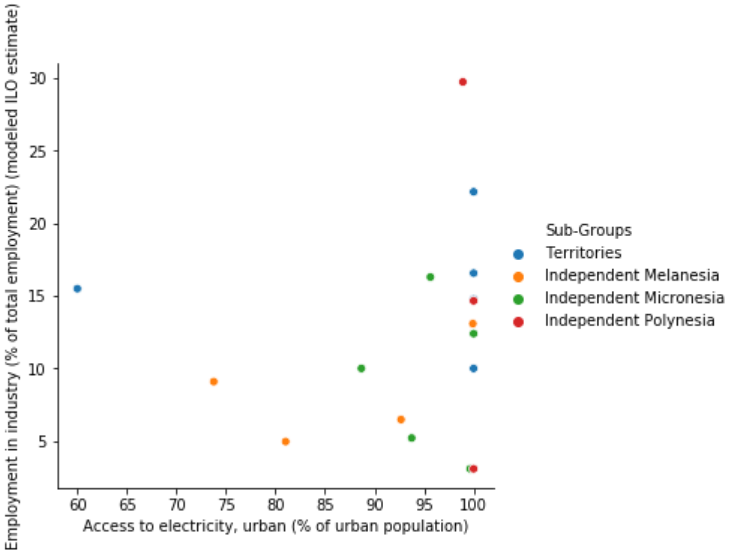 Employment in industry (% of total employment) (modeled ILO estimate)
30
25
20
15
10
5
60 65 70 75 80 85 90 95 100
Access to electricity, urban (% of urban population)
Sub-Groups
Territories
Independent Melanesia
Independent Micronesia
Independent Polynesia